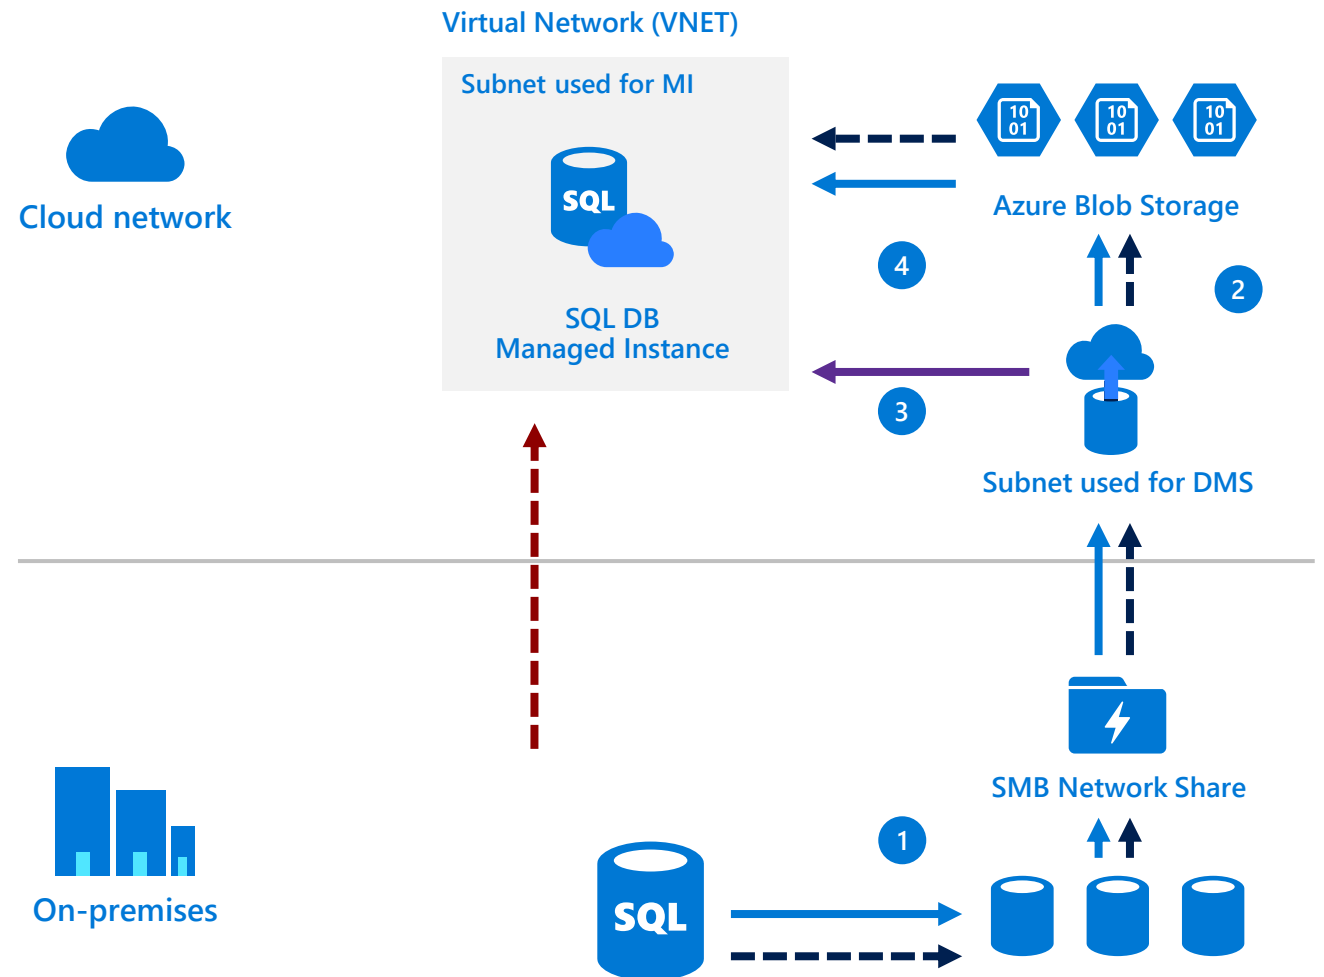 Virtual Network (VNET)
Subnet used for MI
10
01
10
01
10
01
SQL
Cloud network
Azure Blob Storage
4
2
SQL DB
Managed Instance
3
Subnet used for DMS
SMB Network Share
1
On-premises
SQL